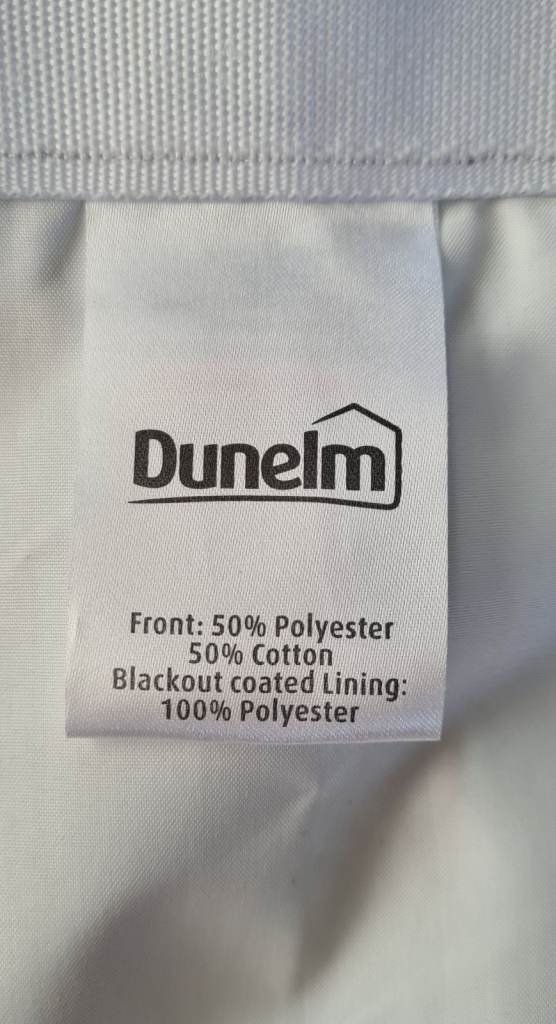 Dunelm
Front: 50% Polyester
50% Cotton
Blackout coated Lining:
100% Polyester